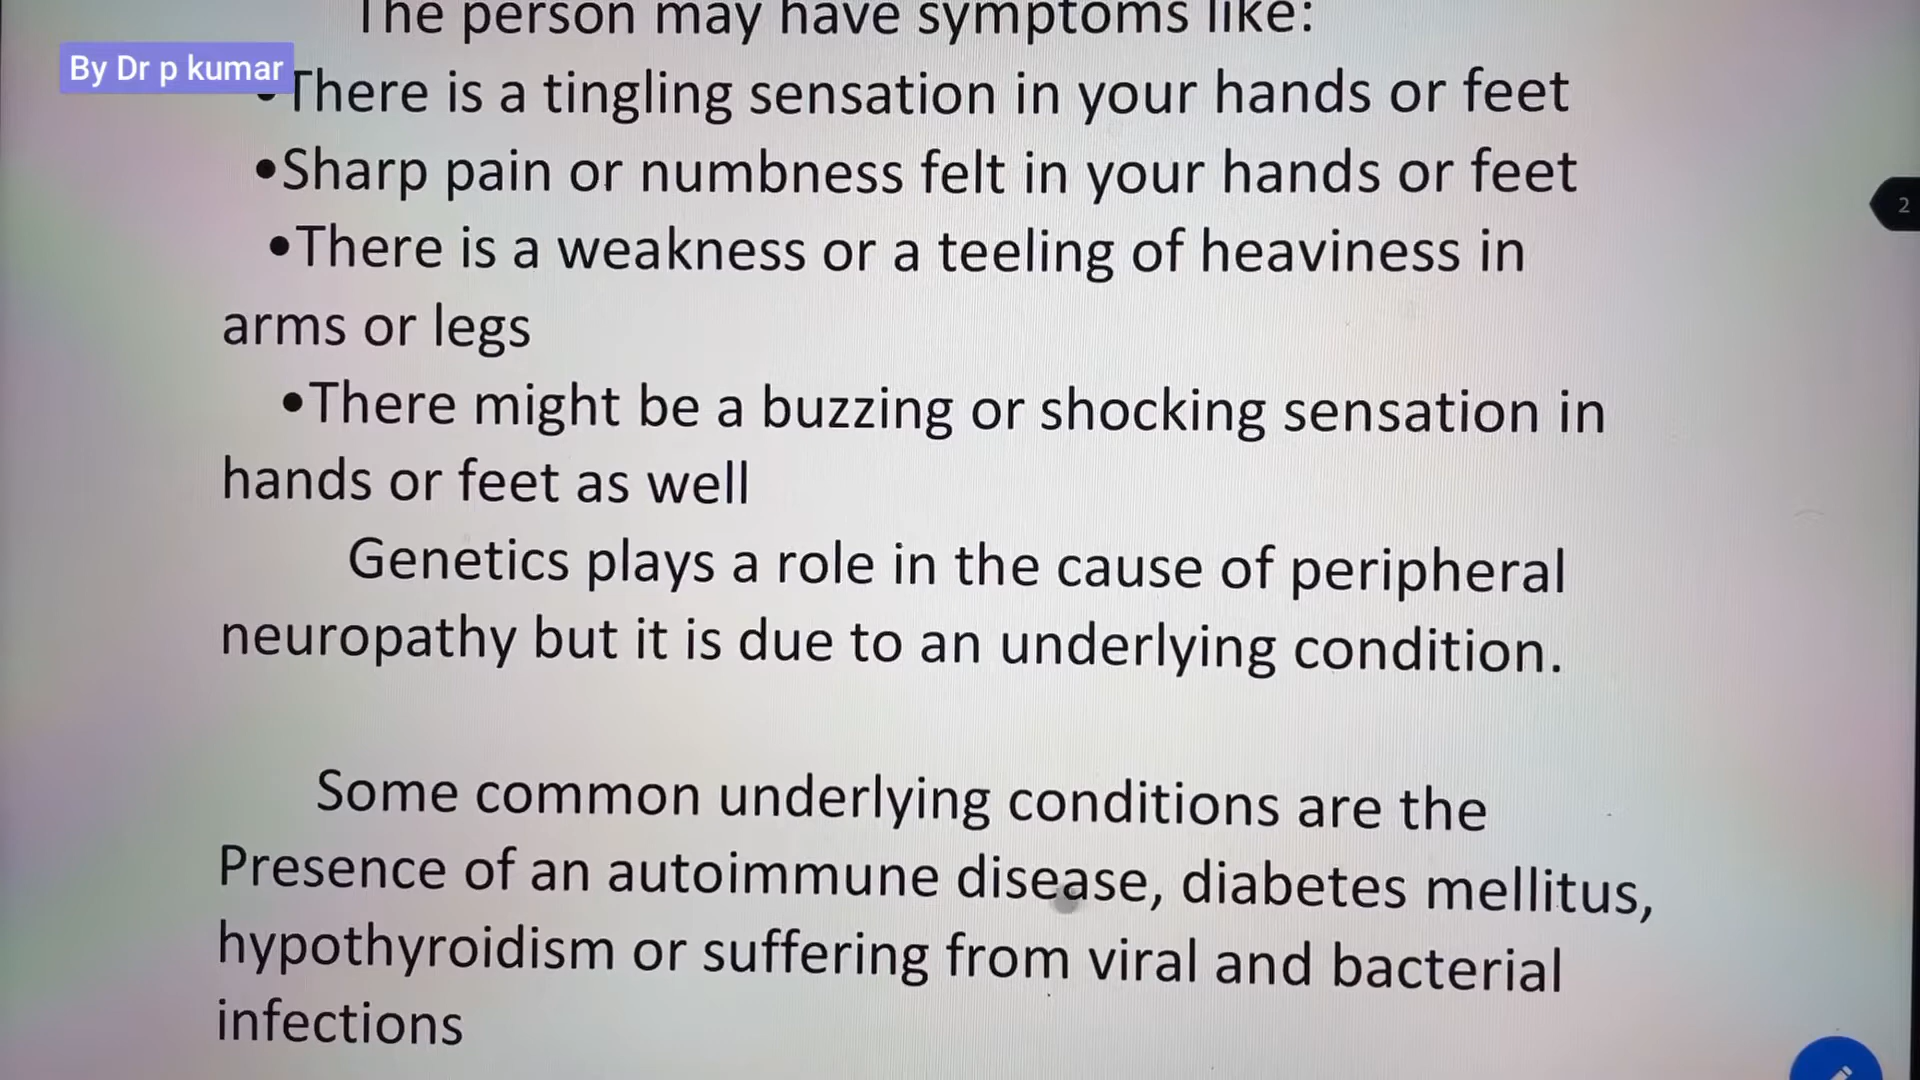 The person may have symptoms like:
By Dr p kumar
•There is a tingling sensation in your hands or feet
•Sharp pain or numbness felt in your hands or feet
•There is a weakness or a teeling of heaviness in
arms or legs
•There might be a buzzing or shocking sensation in
hands or feet as well
Genetics plays a role in the cause of peripheral
neuropathy but it is due to an underlying condition.
Some common underlying conditions are the
Presence of an autoimmune disease, diabetes mellitus,
hypothyroidism or suffering from viral and bacterial
infections
2